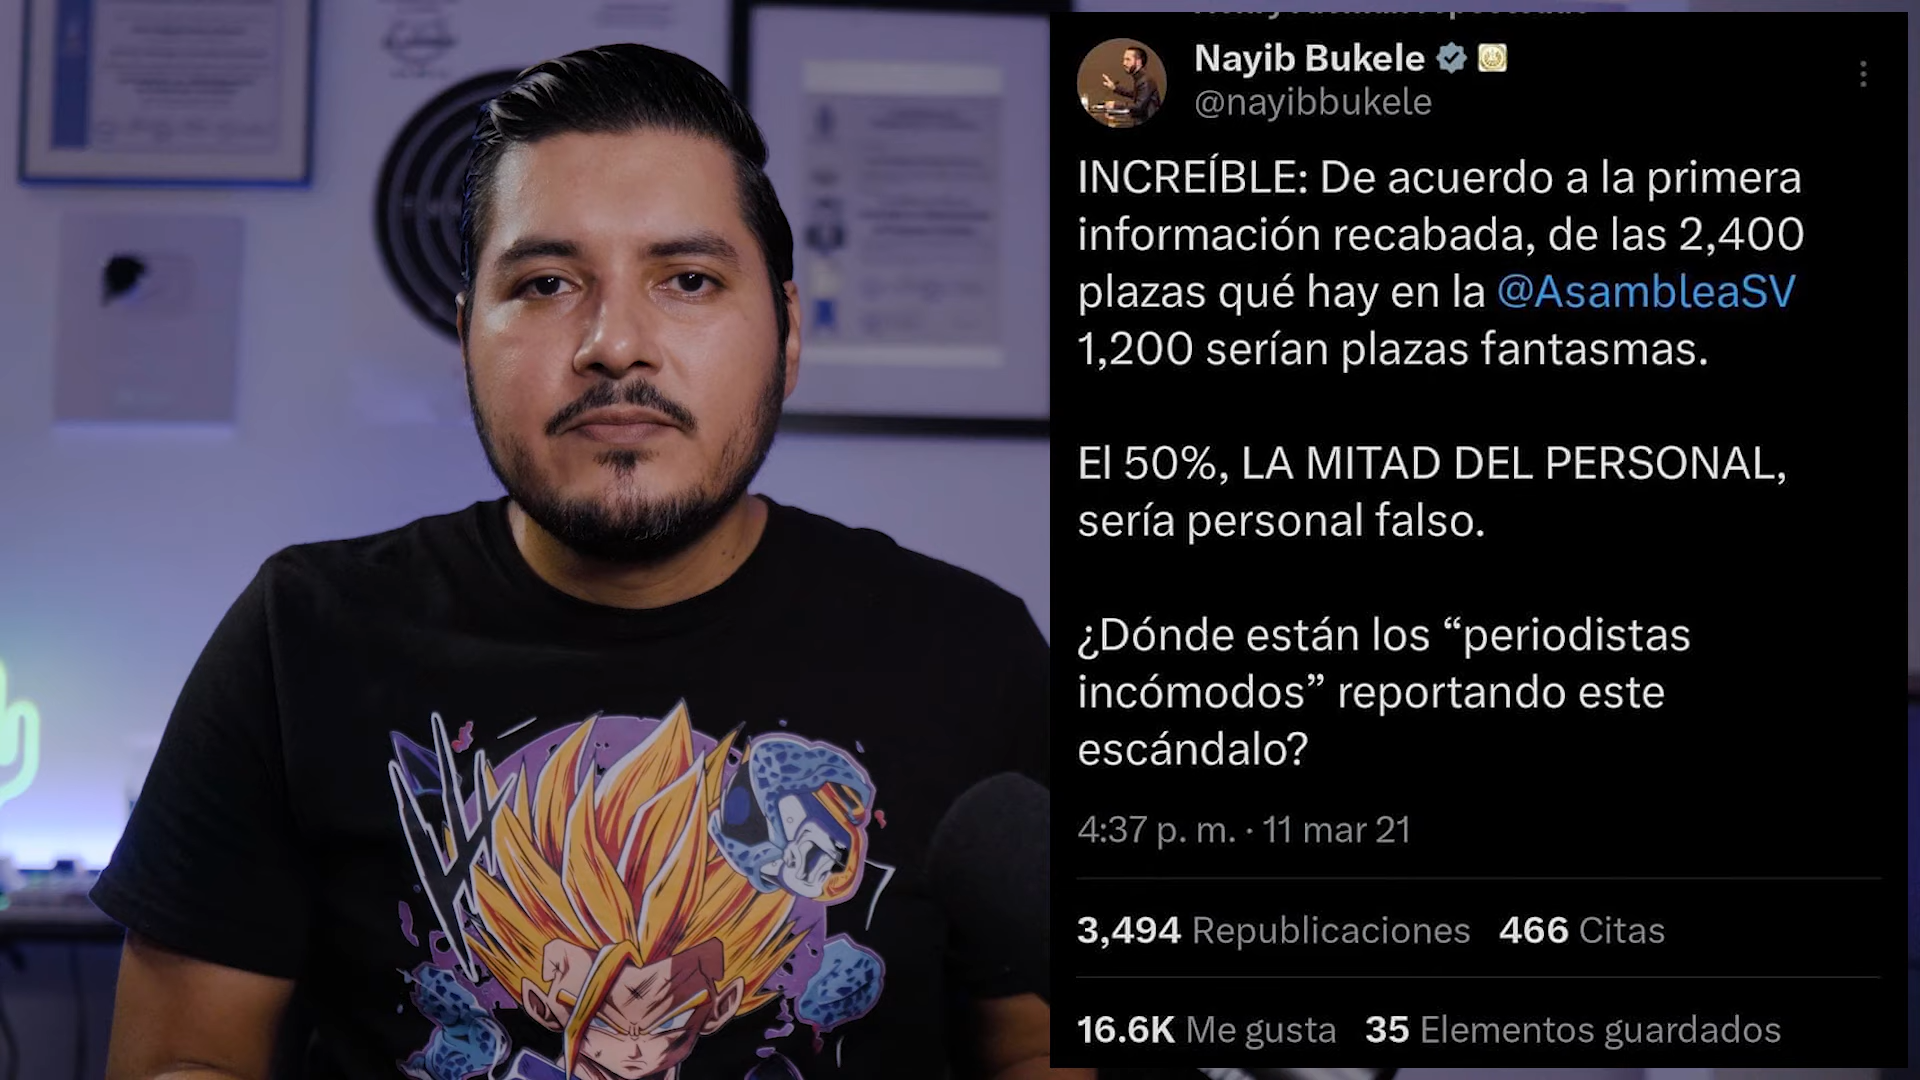 Nayib Bukele
@nayibbukele
INCREÍBLE: De acuerdo a la primera
información recabada, de las 2,400
plazas qué hay en la @AsambleaSV
1,200 serían plazas fantasmas.
El 50%, LA MITAD DEL PERSONAL,
sería personal falso.
¿Dónde están los “periodistas
incómodos” reportando este
escándalo?
4:37 p. m. · 11 mar 21
3,494 Republicaciones 466 Citas
16.6K Me gusta 35 Elementos guardados